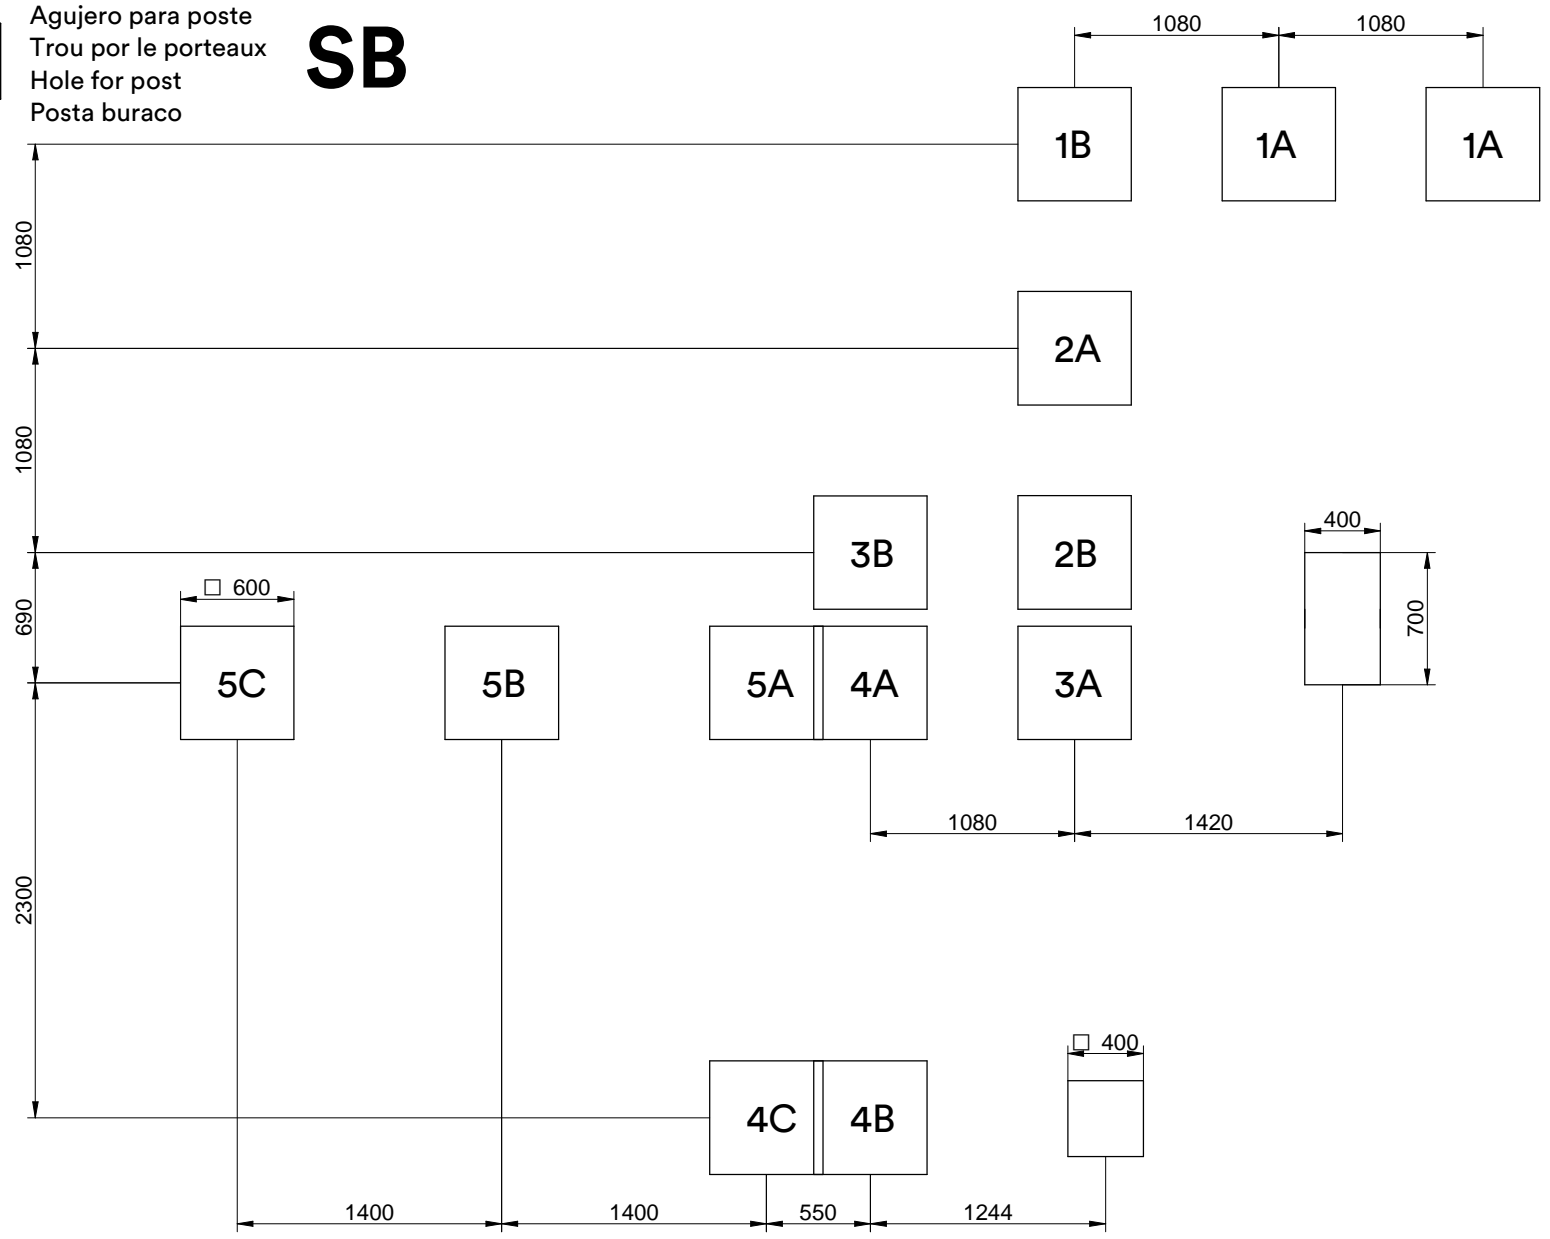 Agujero para poste
Trou por le porteaux
Hole for post
Posta buraco
SB
1080 1080
1B 1A 1A
1080
2A
1080
3B 2B
400
□ 600
690
700
5C 5B 5A 4A 3A
1080 1420
2300
□ 400
4C 4B
1400 1400 550 1244